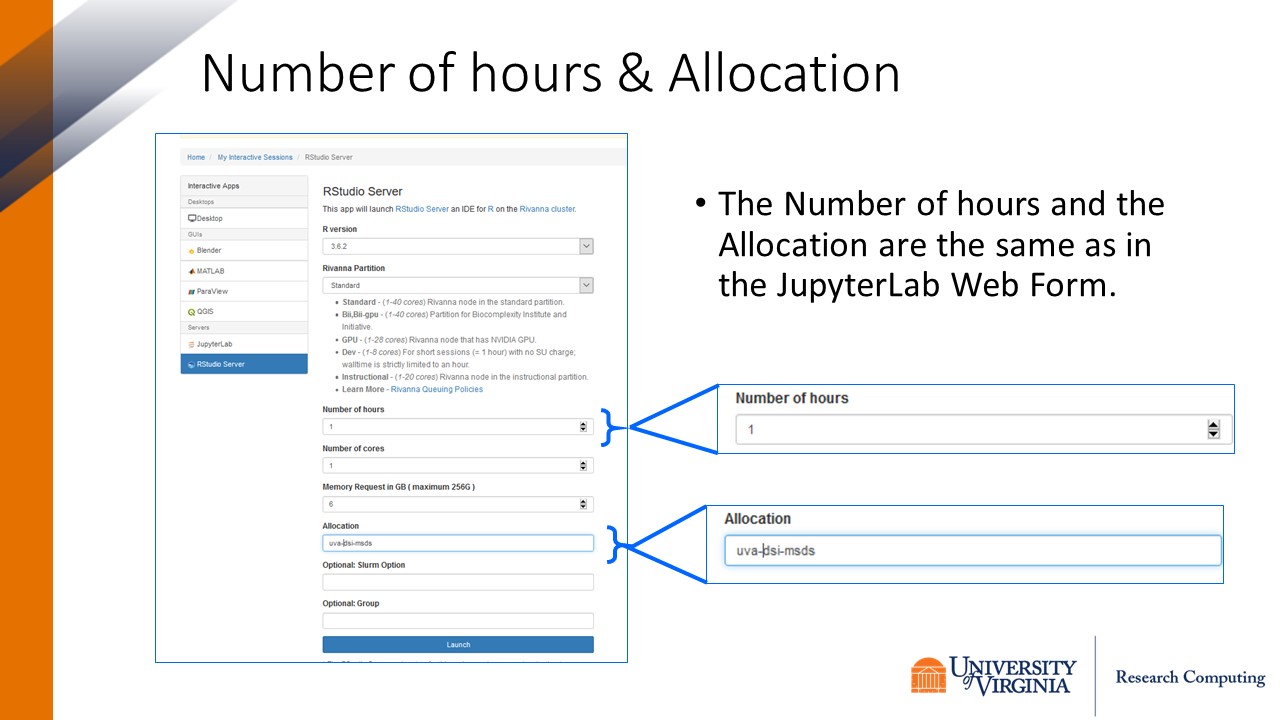 Number of hours & Allocation
Home / My Interactive Sessions / RStudio Server
Interactive Apps
Desktops
Desktop
GUIs
Blender
MATLAB
ParaView
QGIS
Servers
JupyterLab
RStudio Server
RStudio Server
This app will launch RStudio Server an IDE for R on the Rivanna cluster.
R version
3.6.2
Rivanna Partition
Standard
• Standard - (1-40 cores) Rivanna node in the standard partition.
• Bii,Bii-gpu - (1-40 cores) Partition for Biocomplexity Institute and
Initiative.
• GPU - (1-28 cores) Rivanna node that has NVIDIA GPU.
• Dev - (1-8 cores) For short sessions (= 1 hour) with no SU charge;
walltime is strictly limited to an hour.
• Instructional - (1-20 cores) Rivanna node in the instructional partition.
• Learn More - Rivanna Queuing Policies
Number of hours
1
Number of cores
1
Memory Request in GB ( maximum 256G )
6
Allocation
uva-dsi-msds
Optional: Slurm Option
Optional: Group
Launch
• The Number of hours and the
Allocation are the same as in
the JupyterLab Web Form.
Number of hours
1
Allocation
uva-dsi-msds
UNIVERSITY
of VIRGINIA
Research Computing